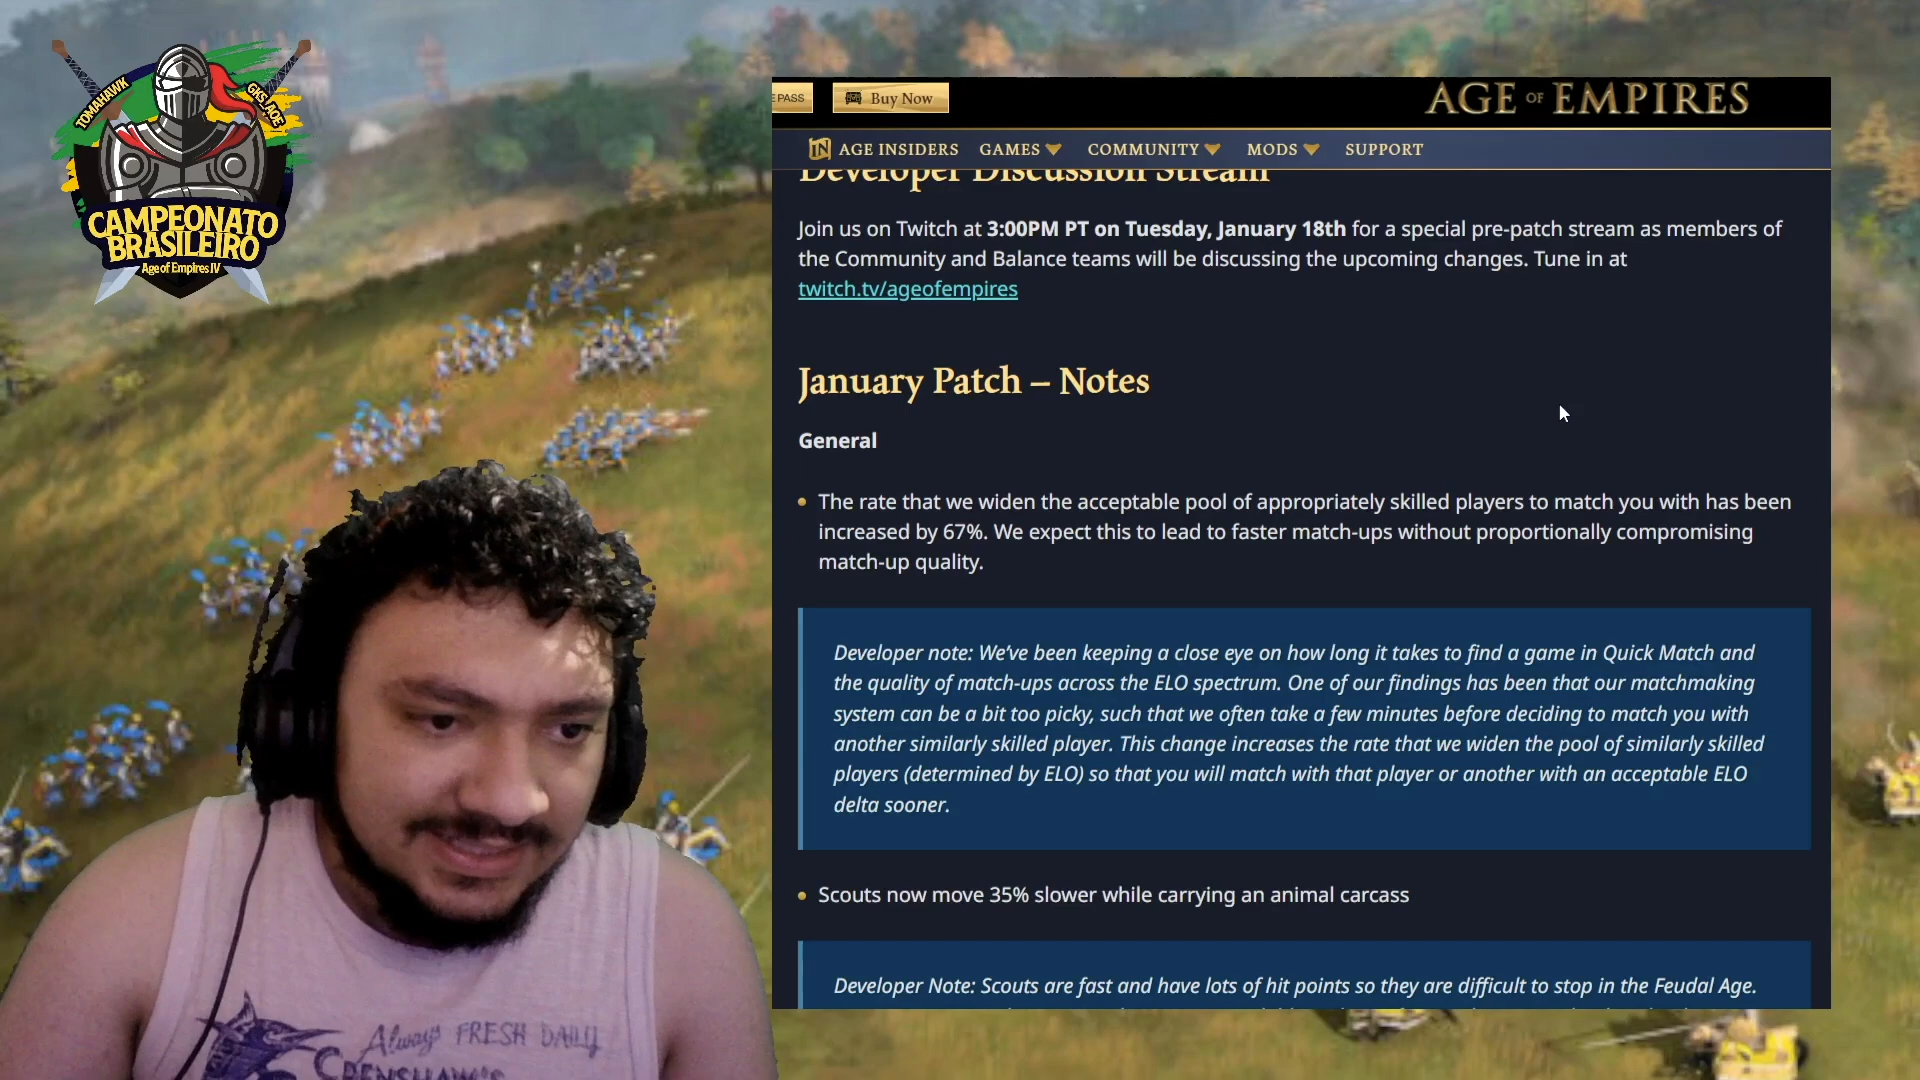 TOMAHAWK
GKS_AOE
CAMPEONATO
BRASILEIRO
Age of Empires IV
E PASS
Buy Now
AGE OF EMPIRES
AGE INSIDERS
GAMES
COMMUNITY
MODS
SUPPORT
Developer Discussion Stream
Join us on Twitch at 3:00PM PT on Tuesday, January 18th for a special pre-patch stream as members of
the Community and Balance teams will be discussing the upcoming changes. Tune in at
twitch.tv/ageofempires
January Patch – Notes
General
The rate that we widen the acceptable pool of appropriately skilled players to match you with has been
increased by 67%. We expect this to lead to faster match-ups without proportionally compromising
match-up quality.
Developer note: We’ve been keeping a close eye on how long it takes to find a game in Quick Match and
the quality of match-ups across the ELO spectrum. One of our findings has been that our matchmaking
system can be a bit too picky, such that we often take a few minutes before deciding to match you with
another similarly skilled player. This change increases the rate that we widen the pool of similarly skilled
players (determined by ELO) so that you will match with that player or another with an acceptable ELO
delta sooner.
Scouts now move 35% slower while carrying an animal carcass
Developer Note: Scouts are fast and have lots of hit points so they are difficult to stop in the Feudal Age.
Always FRESH DAILY
CRENSHAW'S